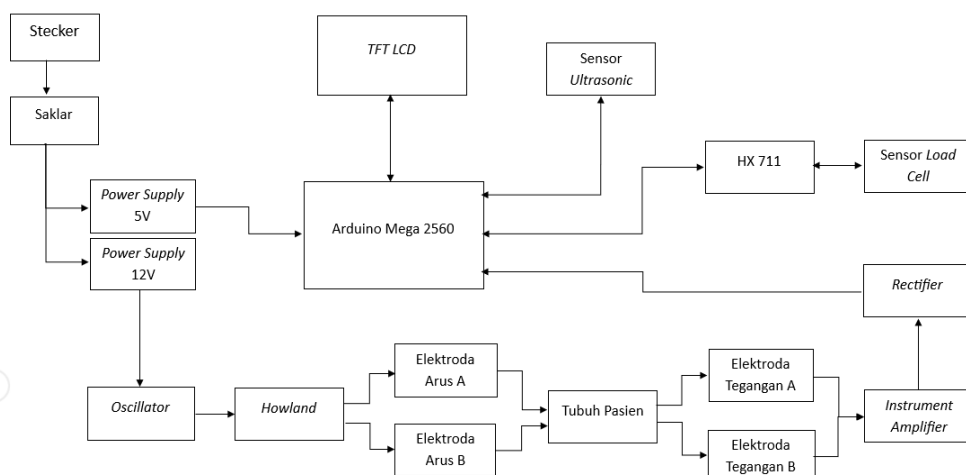 Stecker
TFT LCD
Sensor
Ultrasonic
Saklar
HX 711
Sensor Load
Cell
Power Supply
5V
Arduino Mega 2560
Power Supply
12V
Rectifier
Elektroda
Arus A
Elektroda
Tegangan A
Oscillator
Howland
Tubuh Pasien
Instrument
Amplifier
Elektroda
Arus B
Elektroda
Tegangan B